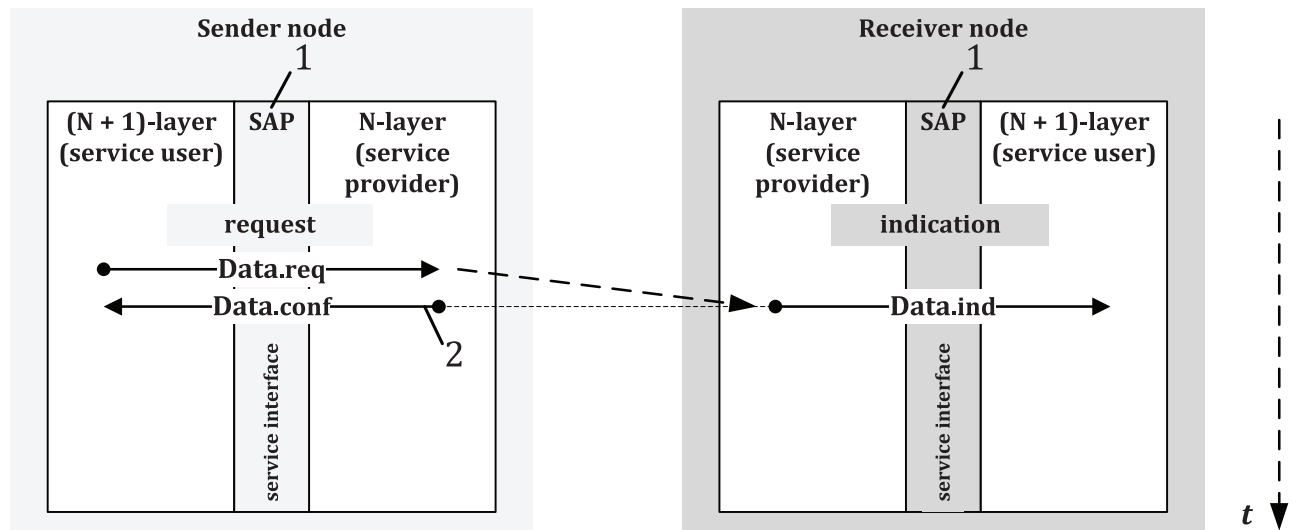 Sender node
1
(N + 1)-layer
(service user)
SAP
N-layer
(service
provider)
request
Data.req
Data.conf
2
service interface
Receiver node
1
N-layer
(service
provider)
SAP
(N + 1)-layer
(service user)
indication
Data.ind
service interface
t